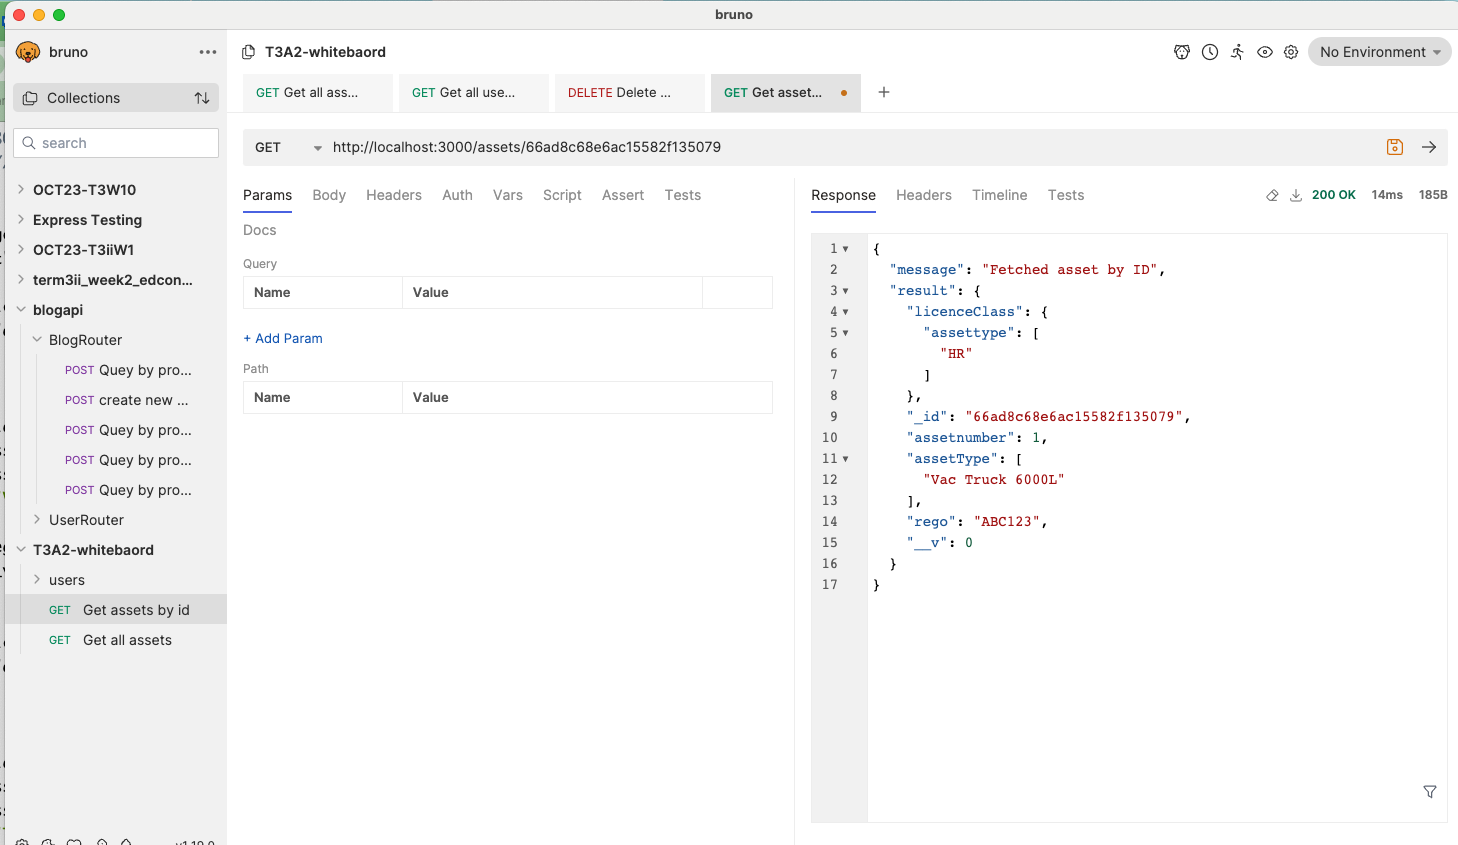 bruno
bruno
T3A2-whitebaord
No Environment
Collections
GET Get all ass...
GET Get all use...
DELETE Delete ...
GET Get asset...
search
GET
http://localhost:3000/assets/66ad8c68e6ac15582f135079
OCT23-T3W10
Express Testing
OCT23-T3iiW1
term3ii_week2_edcon...
blogapi
BlogRouter
POST Quey by pro...
POST create new ...
POST Quey by pro...
POST Quey by pro...
POST Quey by pro...
UserRouter
T3A2-whitebaord
users
GET Get assets by id
GET Get all assets
Params Body Headers Auth Vars Script Assert Tests
Docs
Query
Name Value
+ Add Param
Path
Name Value
Response Headers Timeline Tests
200 OK 14ms 185B
1 {
2 "message": "Fetched asset by ID",
3 "result": {
4 "licenceClass": {
5 "assettype": [
6 "HR"
7 ]
8 },
9 "_id": "66ad8c68e6ac15582f135079",
10 "assetnumber": 1,
11 "assetType": [
12 "Vac Truck 6000L"
13 ],
14 "rego": "ABC123",
15 "__v": 0
16 }
17 }